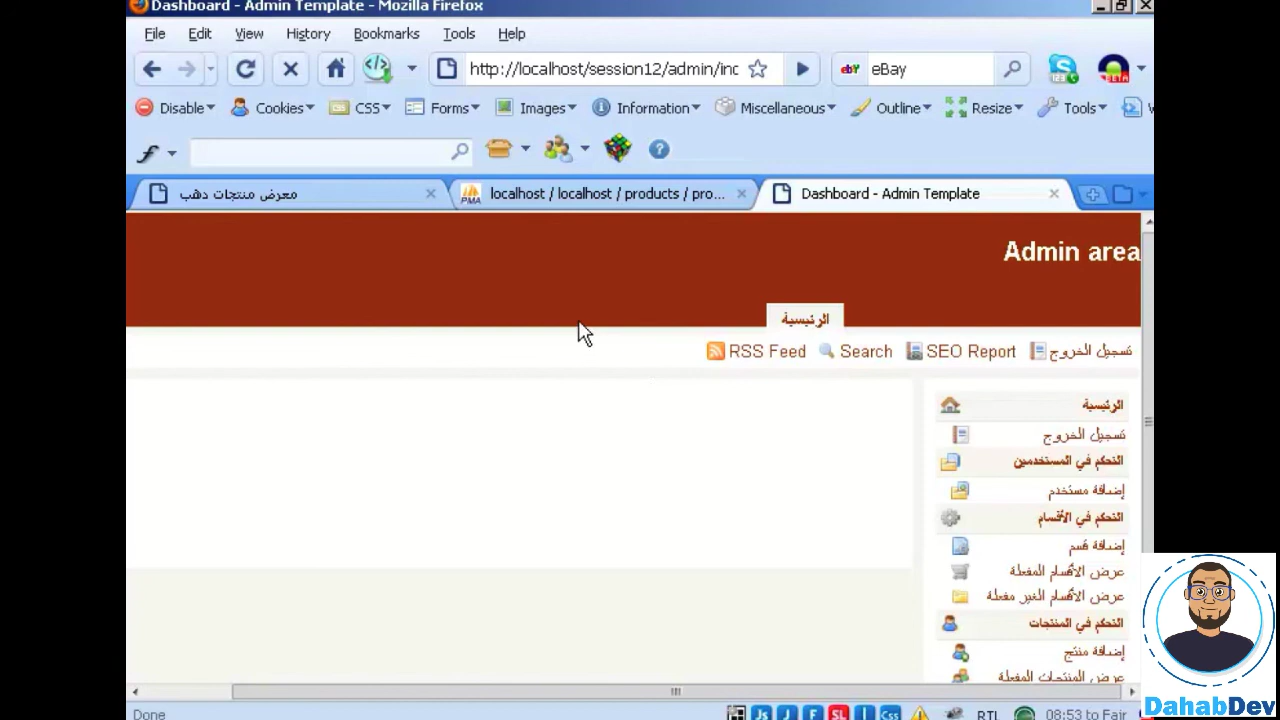 Dashboard - Admin Template - Mozilla Firefox
File Edit View History Bookmarks Tools Help
http://localhost/session12/admin/inc eBay
Disable Cookies CSS Forms Images Information Miscellaneous Outline Resize Tools
معرض منتجات دهب localhost / localhost / products / pro... Dashboard - Admin Template
Admin area
الرئيسية
RSS Feed Search SEO Report تسجيل الخروج
الرئيسية
تسجيل الخروج
التحكم في المستخدمين
إضافة مستخدم
التحكم في الأقسام
إضافة قسم
عرض الأقسام المفعلة
عرض الأقسام الغير مفعلة
التحكم في المنتجات
إضافة منتج
عرض المنتجات المفعلة
Done RTL 08:53 to Fajr
DahabDev